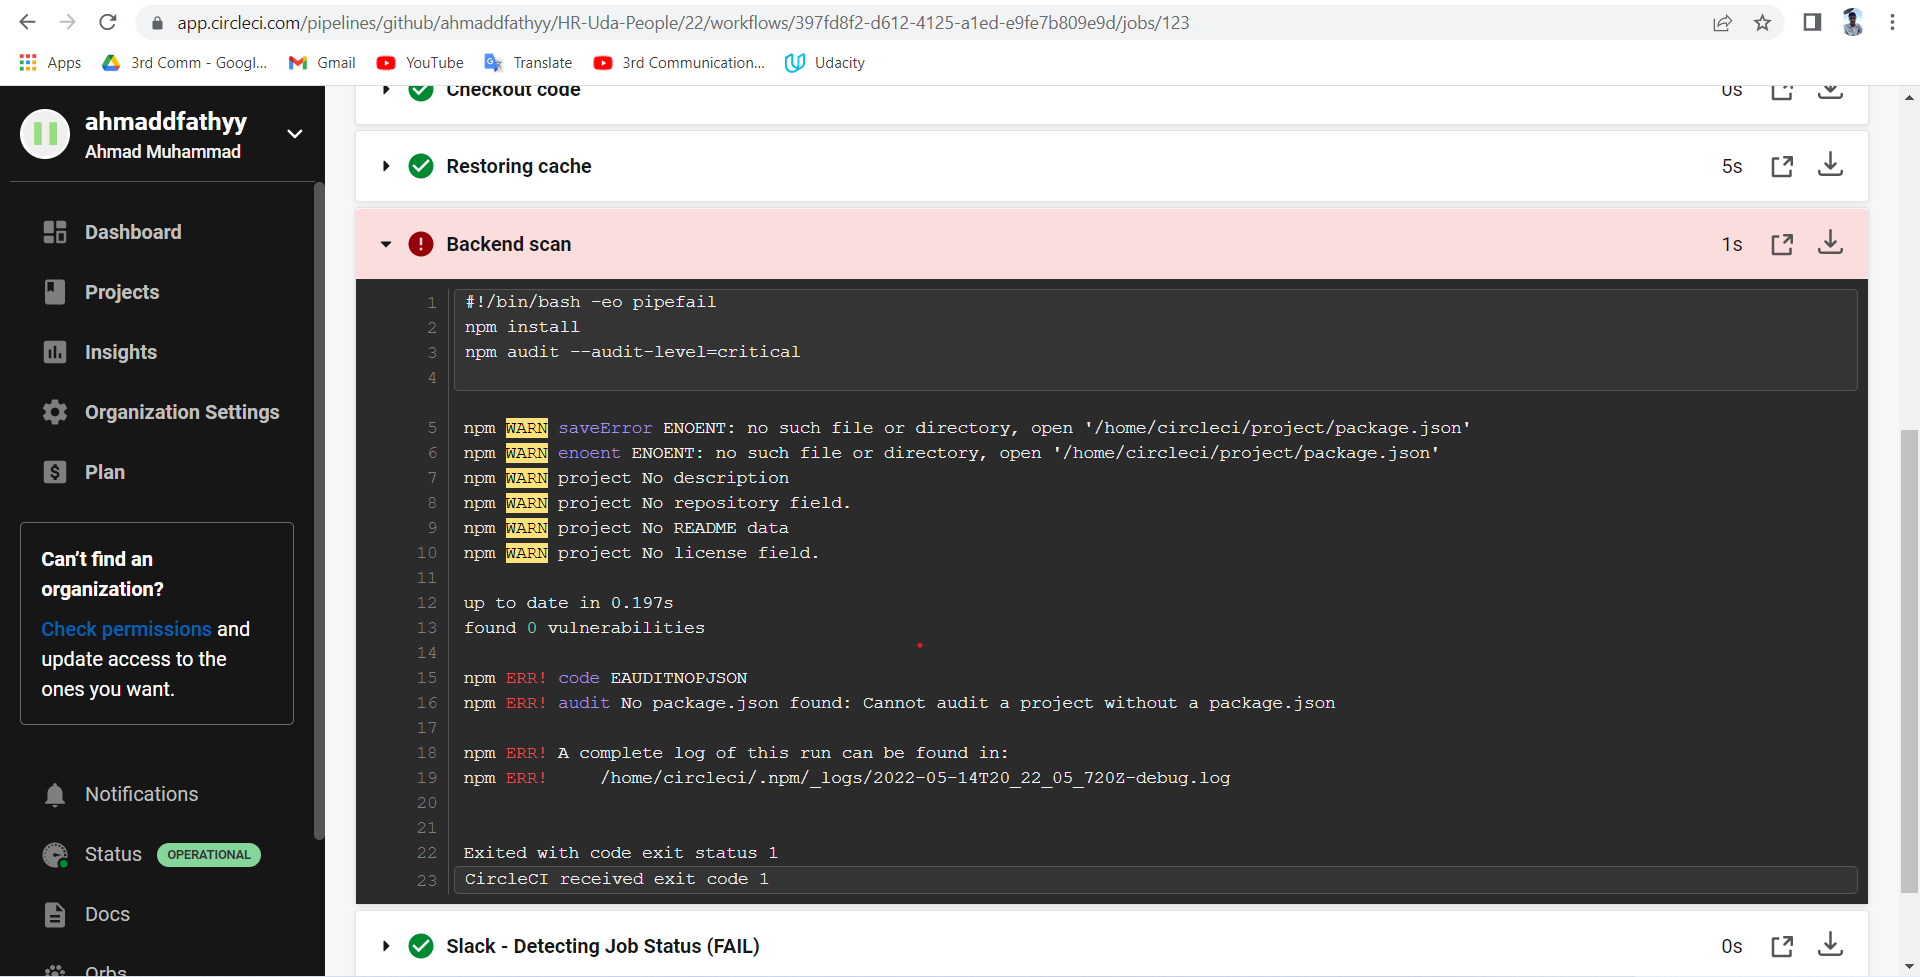 app.circleci.com/pipelines/github/ahmaddfathyy/HR-Uda-People/22/workflows/397fd8f2-d612-4125-a1ed-e9fe7b809e9d/jobs/123
Apps
3rd Comm - Googl...
Gmail
YouTube
Translate
3rd Communication...
Udacity
ahmaddfathyy
Ahmad Muhammad
Dashboard
Projects
Insights
Organization Settings
Plan
Can't find an
organization?
Check permissions and
update access to the
ones you want.
Notifications
Status OPERATIONAL
Docs
Orbs
Checkout code 0s
Restoring cache 5s
Backend scan 1s
1 #!/bin/bash -eo pipefail
2 npm install
3 npm audit --audit-level=critical
4
5 npm WARN saveError ENOENT: no such file or directory, open '/home/circleci/project/package.json'
6 npm WARN enoent ENOENT: no such file or directory, open '/home/circleci/project/package.json'
7 npm WARN project No description
8 npm WARN project No repository field.
9 npm WARN project No README data
10 npm WARN project No license field.
11
12 up to date in 0.197s
13 found 0 vulnerabilities
14
15 npm ERR! code EAUDITNOPJSON
16 npm ERR! audit No package.json found: Cannot audit a project without a package.json
17
18 npm ERR! A complete log of this run can be found in:
19 npm ERR!     /home/circleci/.npm/_logs/2022-05-14T20_22_05_720Z-debug.log
20
21
22 Exited with code exit status 1
23 CircleCI received exit code 1
Slack - Detecting Job Status (FAIL) 0s